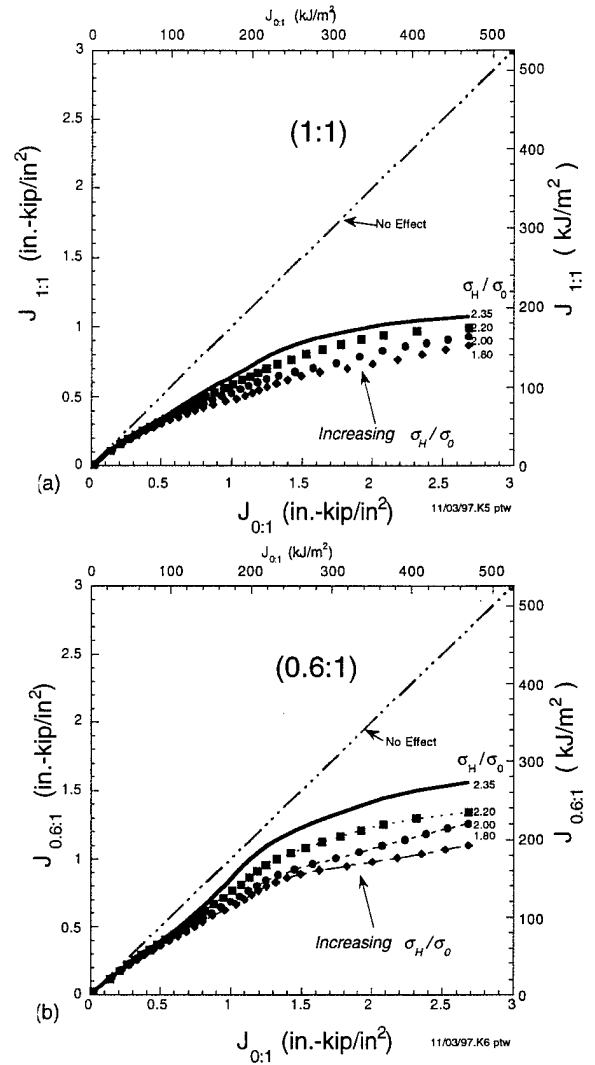 J0:1 (kJ/m2)
0 100 200 300 400 500
3
2.5
2
1.5
1
0.5
0
J 1:1 (in.-kip/in2)
(1:1)
No Effect
σH/σ0
2.35
2.20
2.00
1.80
Increasing σH/σ0
500
400
300
200
100
0
J 1:1 (kJ/m2)
(a)
0 0.5 1 1.5 2 2.5 3
J0:1 (in.-kip/in2)
11/03/97.K5 ptw
J0:1 (kJ/m2)
0 100 200 300 400 500
3
2.5
2
1.5
1
0.5
0
J 0.6:1 (in.-kip/in2)
(0.6:1)
No Effect
σH/σ0
2.35
2.20
2.00
1.80
Increasing σH/σ0
500
400
300
200
100
0
J 0.6:1 (kJ/m2)
(b)
0 0.5 1 1.5 2 2.5 3
J0:1 (in.-kip/in2)
11/03/97.K6 ptw